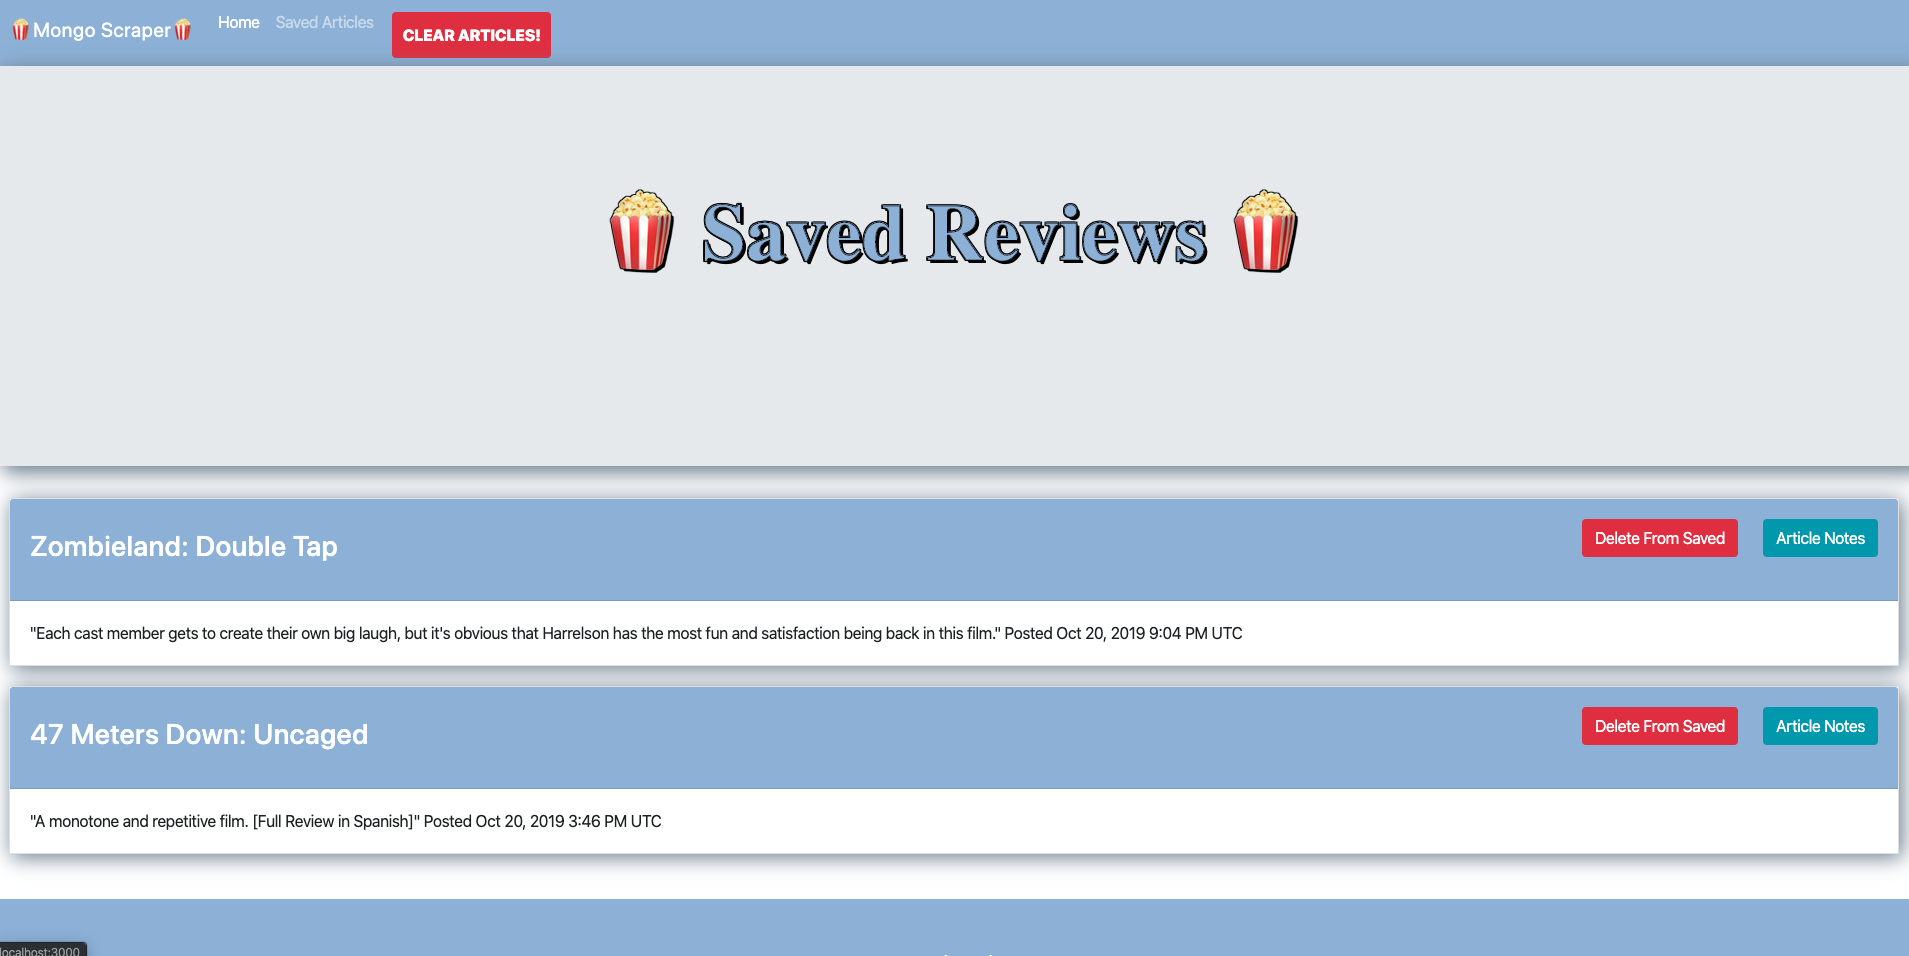 🍿Mongo Scraper🍿 Home Saved Articles CLEAR ARTICLES!
🍿 Saved Reviews 🍿
Zombieland: Double Tap
Delete From Saved Article Notes
"Each cast member gets to create their own big laugh, but it's obvious that Harrelson has the most fun and satisfaction being back in this film." Posted Oct 20, 2019 9:04 PM UTC
47 Meters Down: Uncaged
Delete From Saved Article Notes
"A monotone and repetitive film. [Full Review in Spanish]" Posted Oct 20, 2019 3:46 PM UTC
localhost:3000